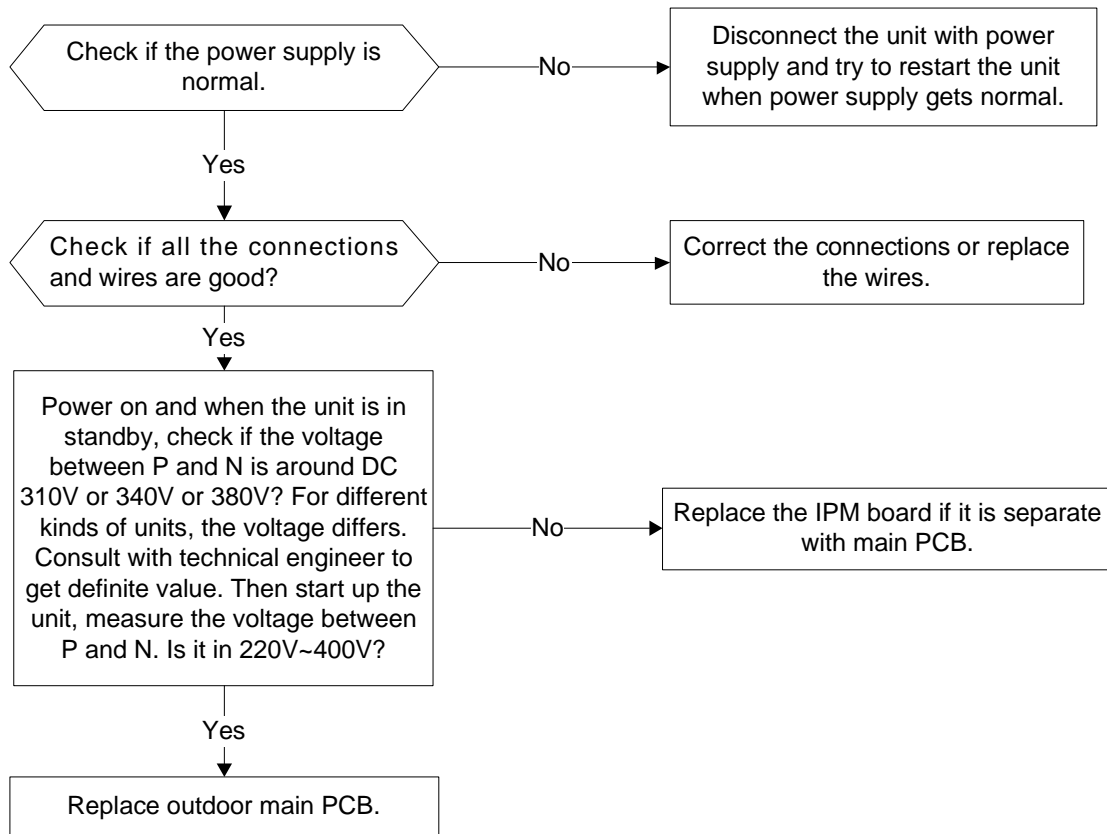 Check if the power supply is
normal.
No
Disconnect the unit with power
supply and try to restart the unit
when power supply gets normal.
Yes
Check if all the connections
and wires are good?
No
Correct the connections or replace
the wires.
Yes
Power on and when the unit is in
standby, check if the voltage
between P and N is around DC
310V or 340V or 380V? For different
kinds of units, the voltage differs.
Consult with technical engineer to
get definite value. Then start up the
unit, measure the voltage between
P and N. Is it in 220V~400V?
No
Replace the IPM board if it is separate
with main PCB.
Yes
Replace outdoor main PCB.